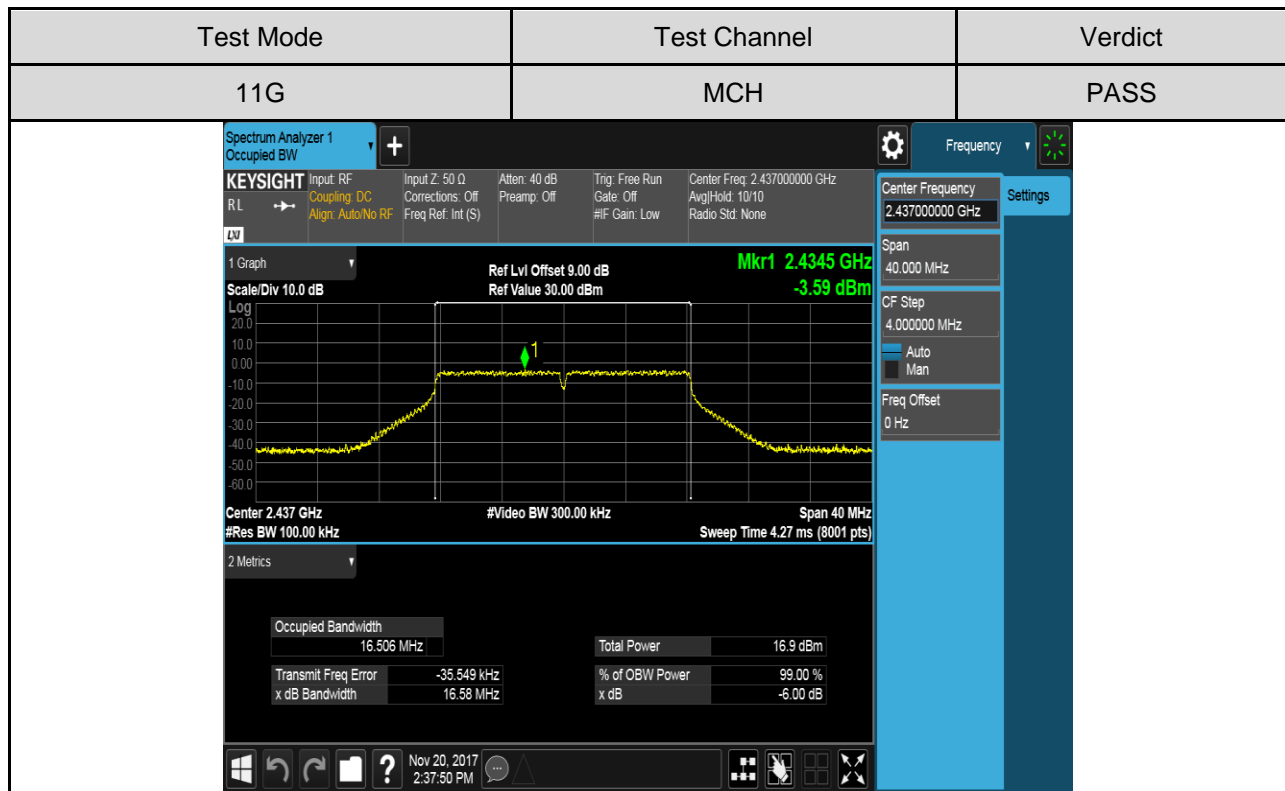 Test Mode Test Channel Verdict
11G MCH PASS
Spectrum Analyzer 1
Occupied BW
+
Frequency
KEYSIGHT Input: RF Input Z: 50 Ω Atten: 40 dB Trig: Free Run Center Freq: 2.437000000 GHz
RL Coupling: DC Corrections: Off Preamp: Off Gate: Off Avg|Hold: 10/10
Align: Auto/No RF Freq Ref: Int (S) #IF Gain: Low Radio Std: None
LXI
Center Frequency
2.437000000 GHz
Settings
Span
40.000 MHz
CF Step
4.000000 MHz
Auto
Man
Freq Offset
0 Hz
1 Graph
Ref Lvl Offset 9.00 dB
Mkr1 2.4345 GHz
Scale/Div 10.0 dB Ref Value 30.00 dBm -3.59 dBm
Log
20.0
10.0
1
0.00
-10.0
-20.0
-30.0
-40.0
-50.0
-60.0
Center 2.437 GHz #Video BW 300.00 kHz Span 40 MHz
#Res BW 100.00 kHz Sweep Time 4.27 ms (8001 pts)
2 Metrics
Occupied Bandwidth
16.506 MHz Total Power 16.9 dBm
Transmit Freq Error -35.549 kHz % of OBW Power 99.00 %
x dB Bandwidth 16.58 MHz x dB -6.00 dB
? Nov 20, 2017
2:37:50 PM